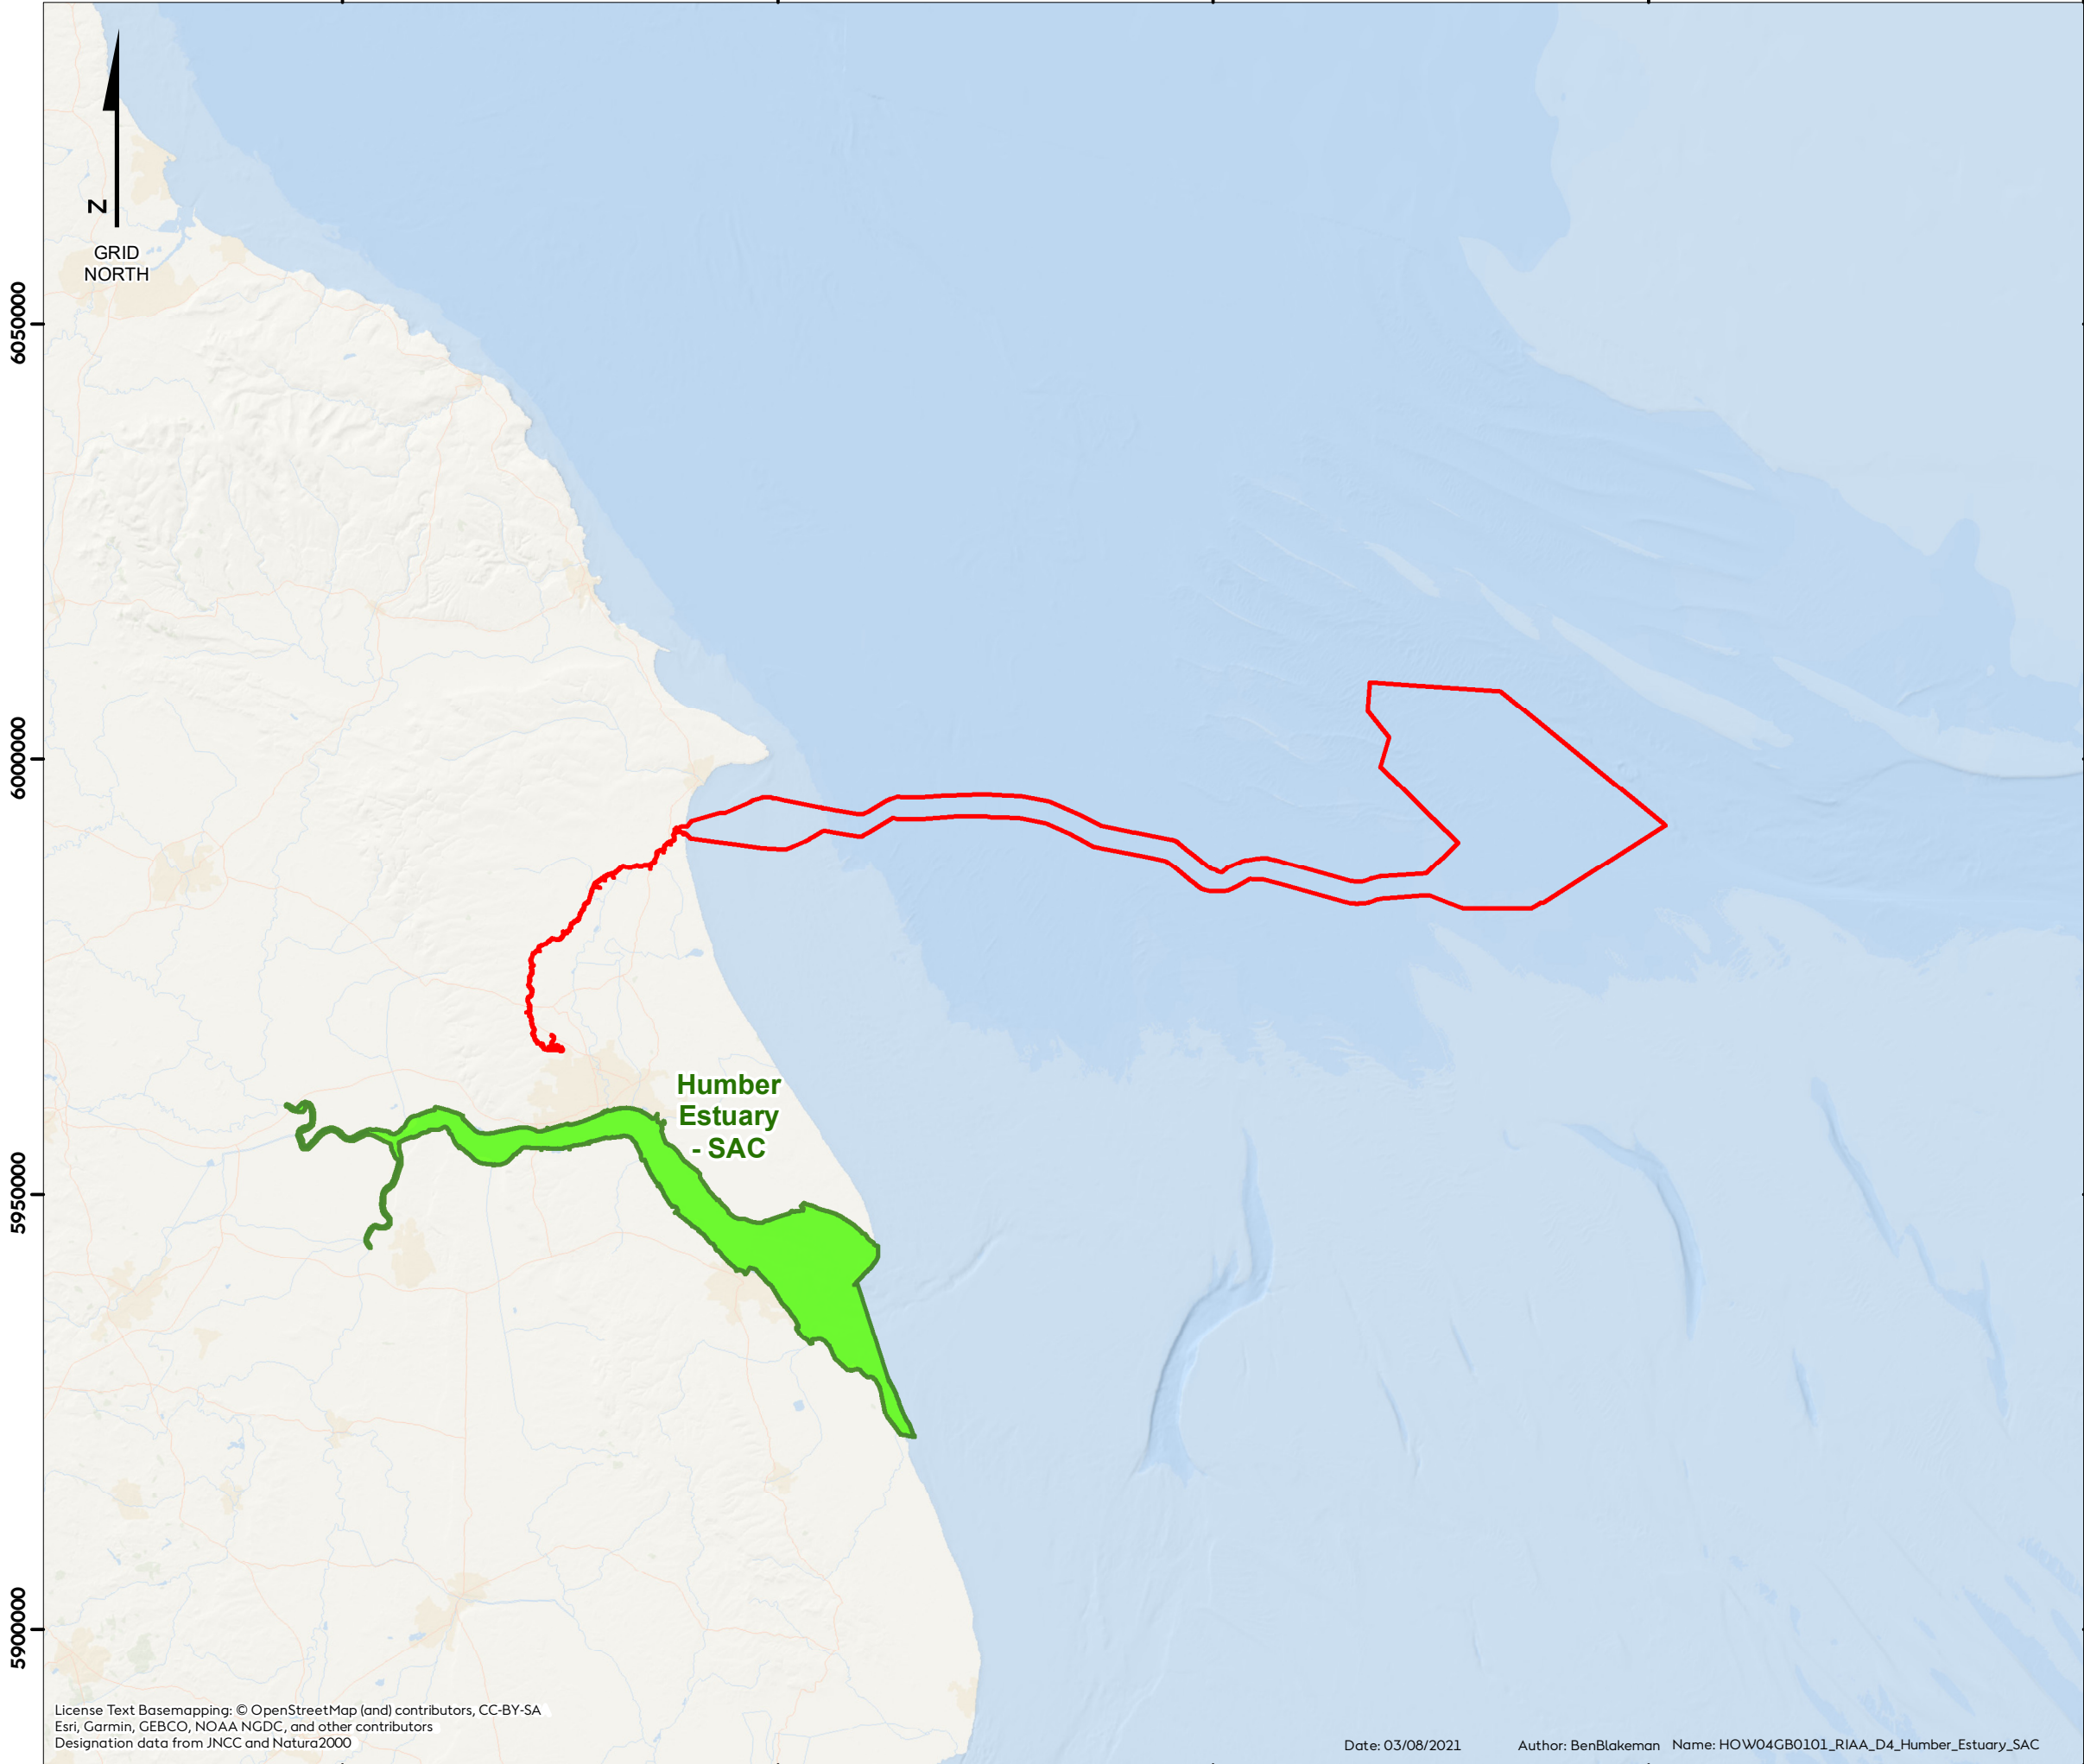 N
GRID
NORTH
6050000
6000000
5950000
5900000
Humber
Estuary
- SAC
License Text Basemapping: © OpenStreetMap (and) contributors, CC-BY-SA
Esri, Garmin, GEBCO, NOAA NGDC, and other contributors
Designation data from JNCC and Natura2000
Date: 03/08/2021 Author: BenBlakeman Name: HOW04GB0101_RIAA_D4_Humber_Estuary_SAC